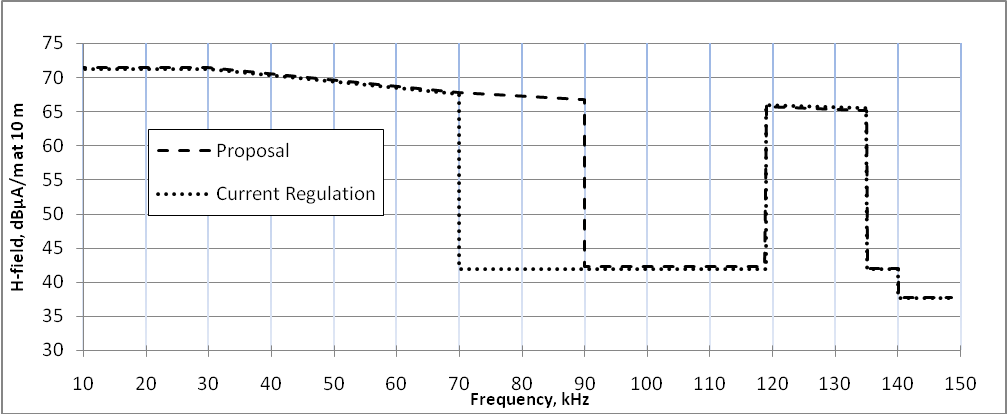 H-field, dBµA/m at 10 m
75
70
65
60
55
50
45
40
35
30
Proposal
Current Regulation
10 20 30 40 50 60 70 80 90 100 110 120 130 140 150
Frequency, kHz